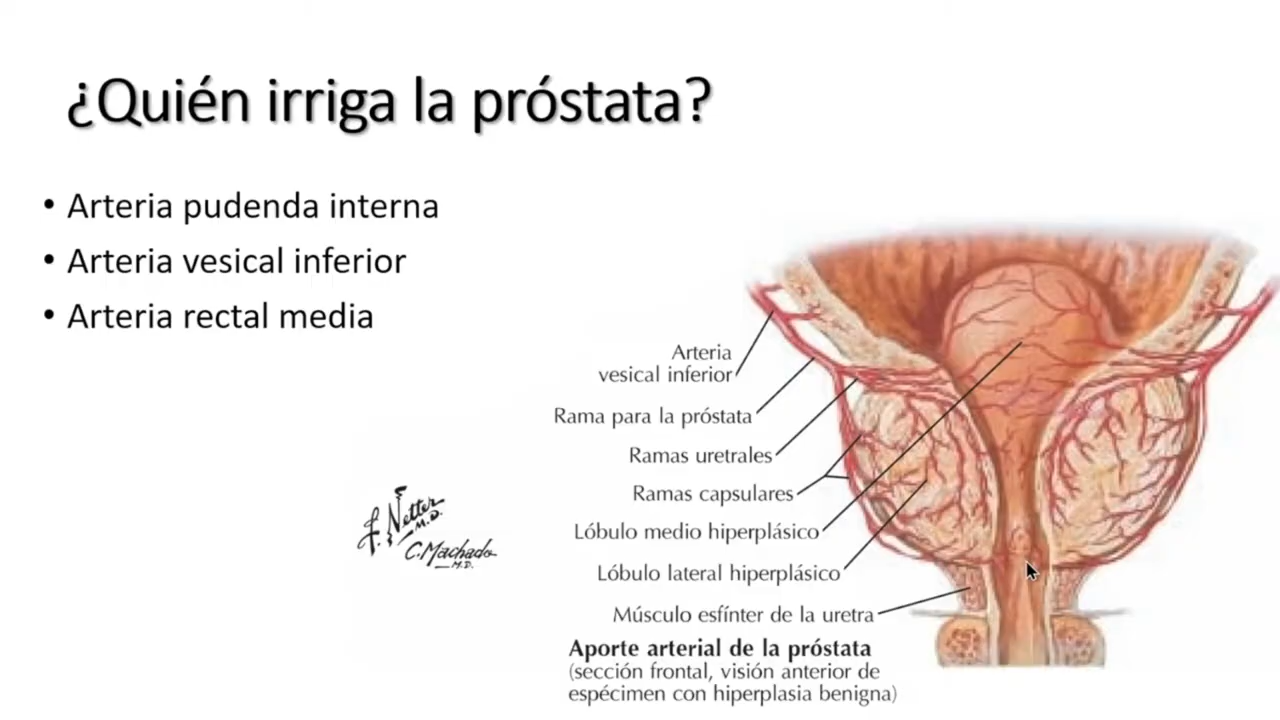 ¿Quién irriga la próstata?
• Arteria pudenda interna
• Arteria vesical inferior
• Arteria rectal media
Arteria
vesical inferior
Rama para la próstata
Ramas uretrales
Ramas capsulares
Lóbulo medio hiperplásico
Lóbulo lateral hiperplásico
Músculo esfínter de la uretra
F. Netter
M.D.
C. Machado
M.D.
Aporte arterial de la próstata
(sección frontal, visión anterior de
espécimen con hiperplasia benigna)